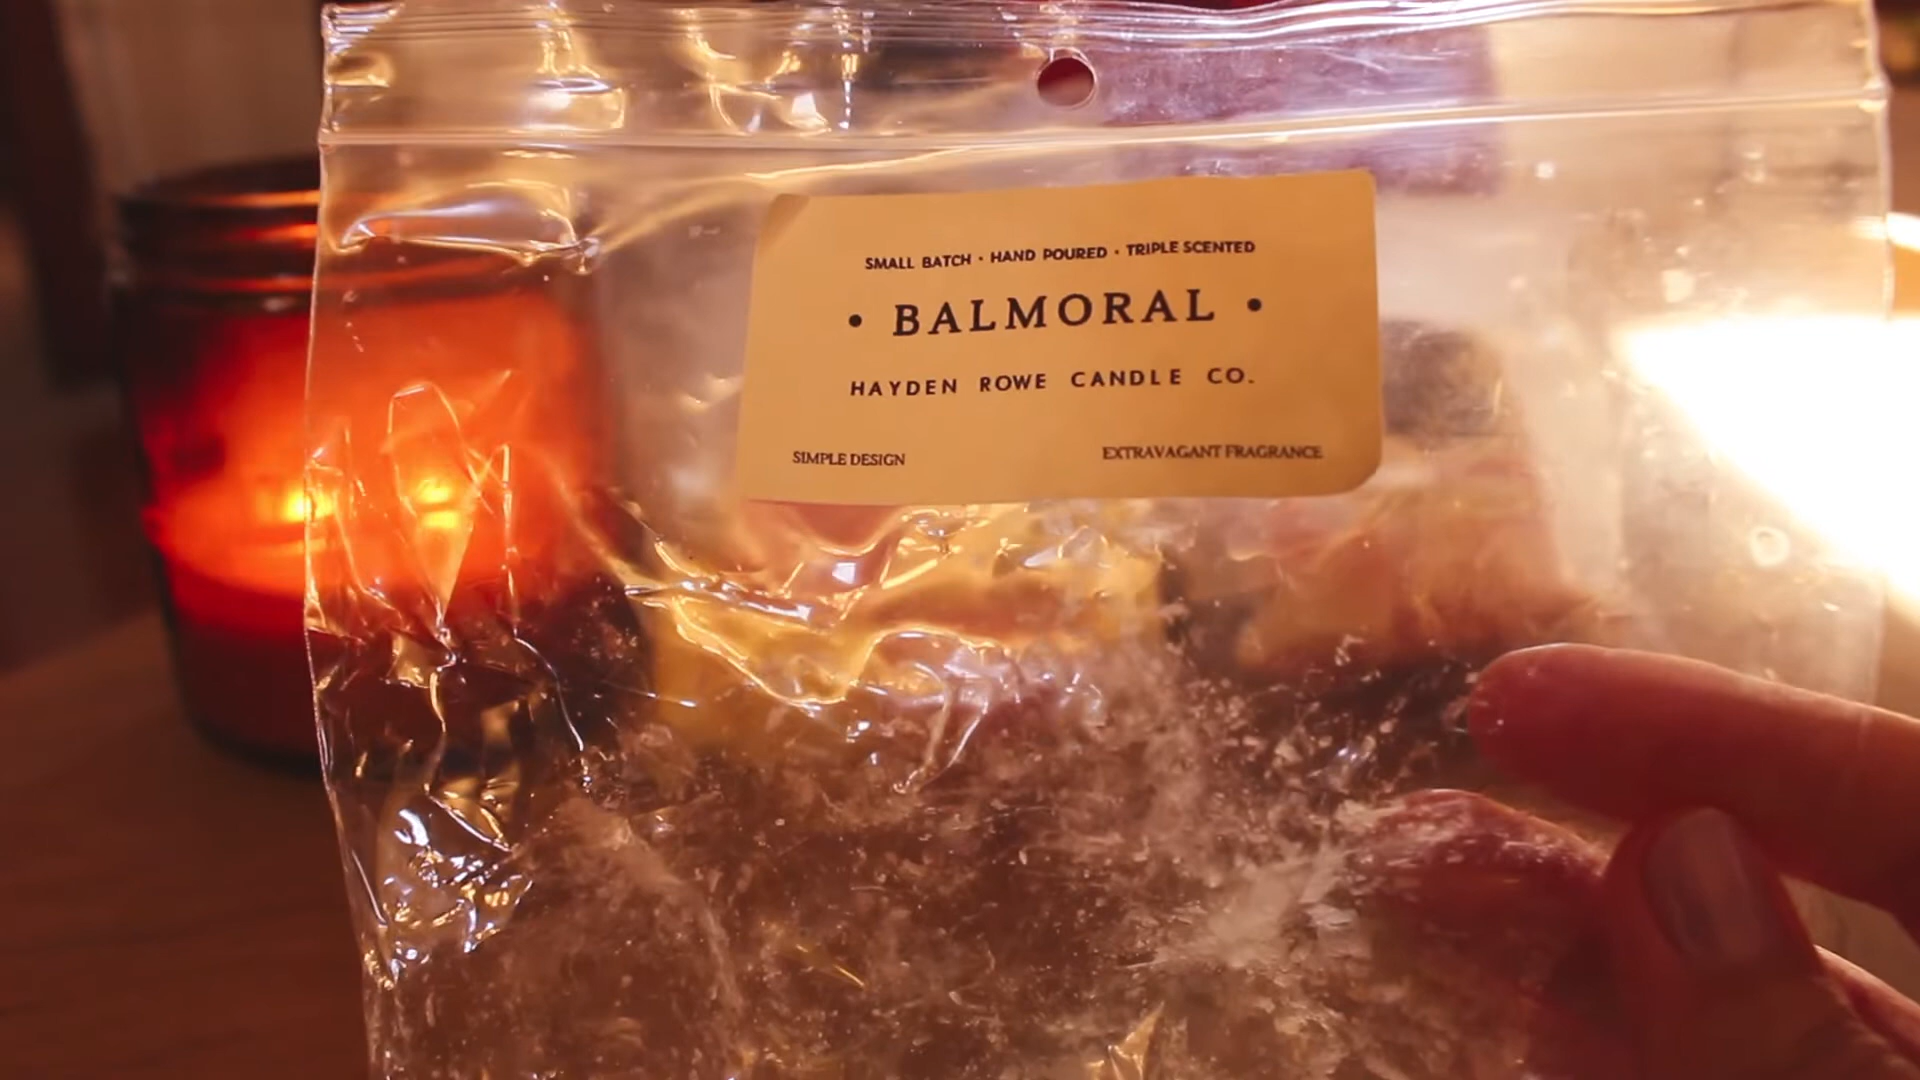 SMALL BATCH · HAND POURED · TRIPLE SCENTED
• BALMORAL •
HAYDEN ROWE CANDLE CO.
SIMPLE DESIGN EXTRAVAGANT FRAGRANCE